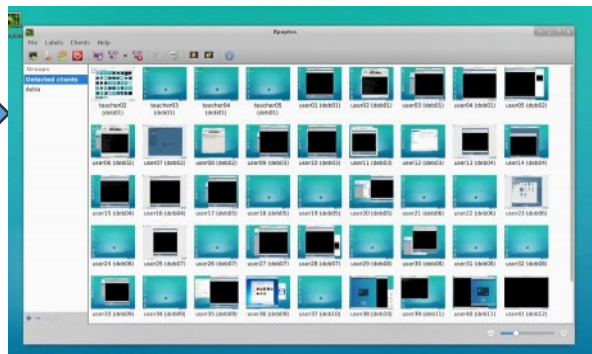 Epoptes
File Labels Clients Help
Groups
Detected clients
Astra
teacher02 (deb01)
teacher03 (deb01)
teacher04 (deb01)
teacher05 (deb01)
user01 (deb01)
user02 (deb01)
user03 (deb01)
user04 (deb01)
user05 (deb02)
user06 (deb02)
user07 (deb02)
user08 (deb02)
user09 (deb03)
user10 (deb03)
user11 (deb03)
user12 (deb03)
user13 (deb04)
user14 (deb04)
user15 (deb04)
user16 (deb04)
user17 (deb05)
user18 (deb05)
user19 (deb05)
user20 (deb05)
user21 (deb06)
user22 (deb06)
user23 (deb06)
user24 (deb06)
user25 (deb07)
user26 (deb07)
user27 (deb07)
user28 (deb07)
user29 (deb08)
user30 (deb08)
user31 (deb08)
user32 (deb08)
user33 (deb09)
user34 (deb09)
user35 (deb09)
user36 (deb09)
user37 (deb10)
user38 (deb10)
user39 (deb11)
user40 (deb11)
user41 (deb12)